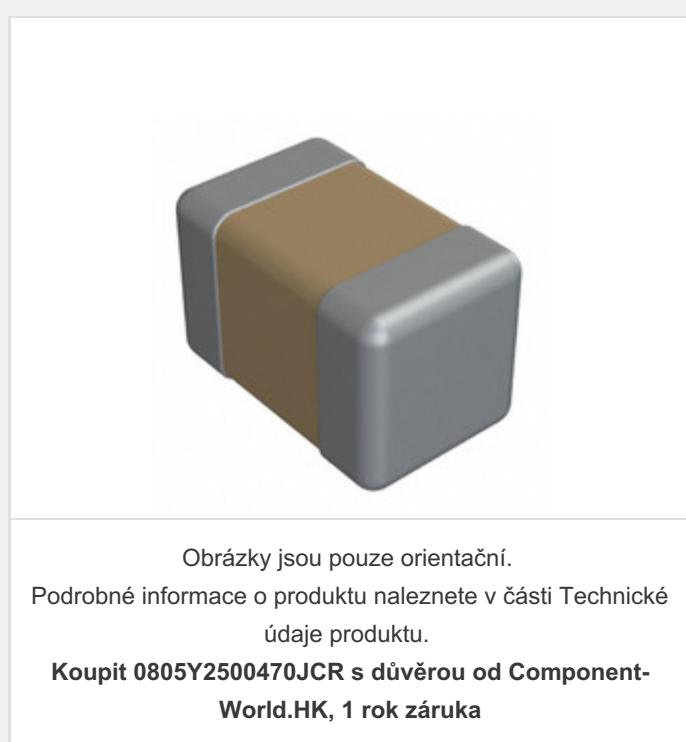 Obrázky jsou pouze orientační.
Podrobné informace o produktu naleznete v části Technické
údaje produktu.
Koupit 0805Y2500470JCR s důvěrou od Component-
World.HK, 1 rok záruka